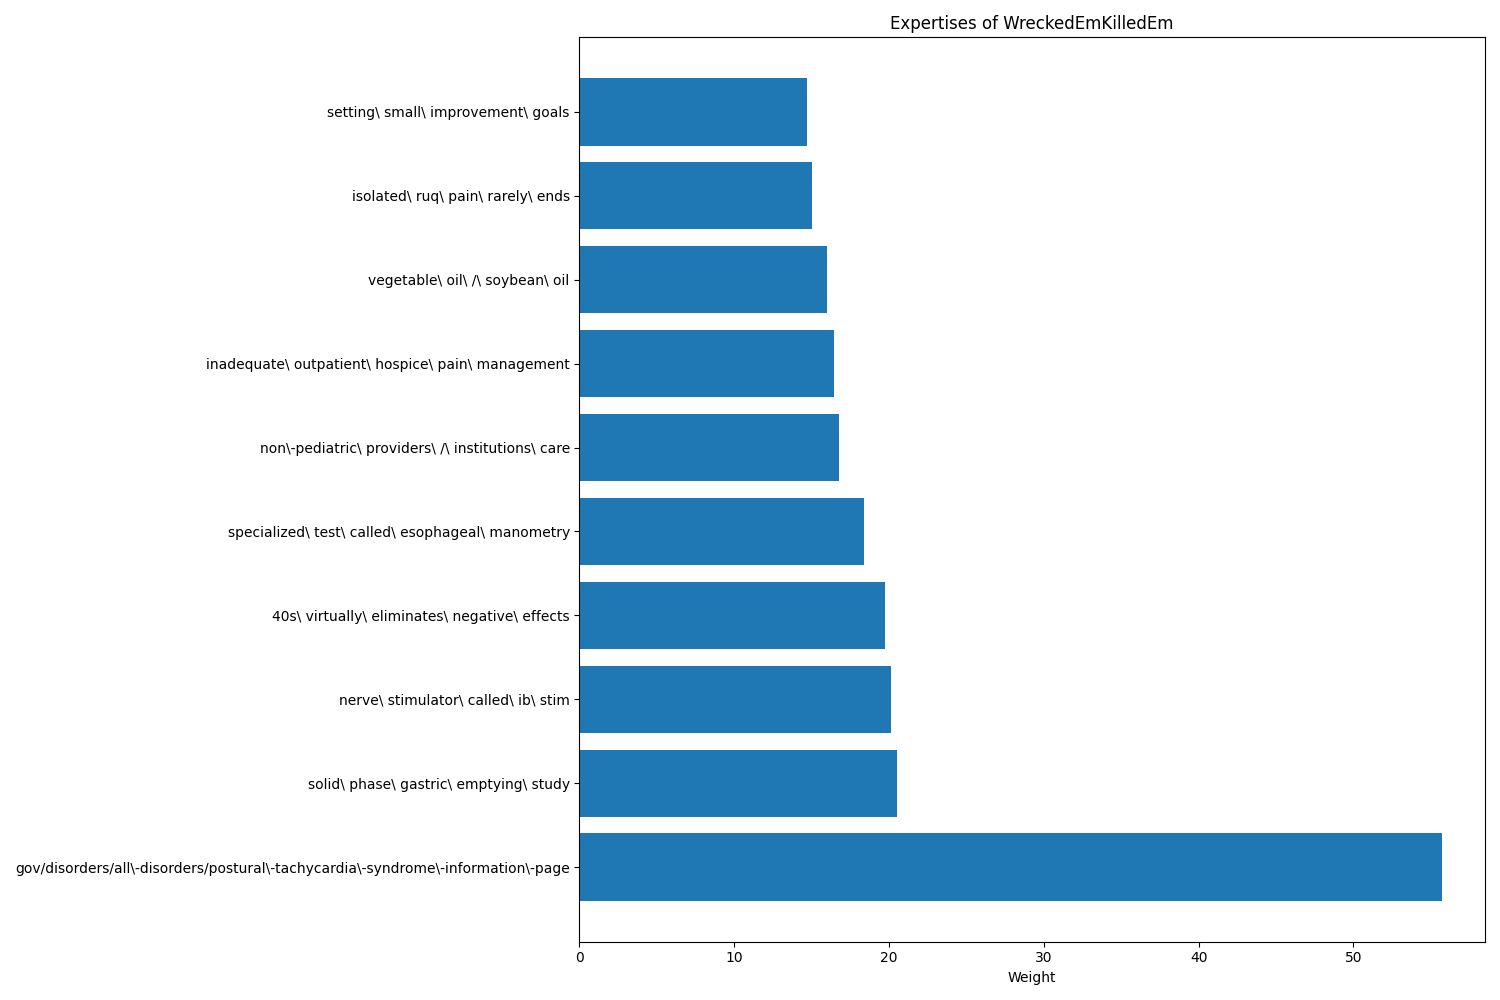 Expertises of WreckedEmKilledEm
setting\ small\ improvement\ goals
isolated\ ruq\ pain\ rarely\ ends
vegetable\ oil\ /\ soybean\ oil
inadequate\ outpatient\ hospice\ pain\ management
non\-pediatric\ providers\ /\ institutions\ care
specialized\ test\ called\ esophageal\ manometry
40s\ virtually\ eliminates\ negative\ effects
nerve\ stimulator\ called\ ib\ stim
solid\ phase\ gastric\ emptying\ study
gov/disorders/all\-disorders/postural\-tachycardia\-syndrome\-information\-page
0 10 20 30 40 50
Weight